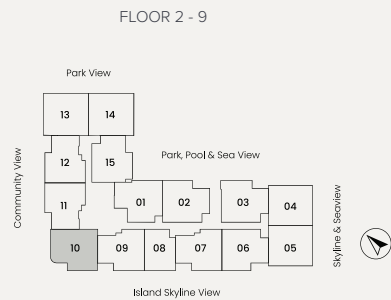 FLOOR 2 - 9
Park View
13 14
Community View
12 15
Park, Pool & Sea View
11
01 02 03 04
Skyline & Seaview
10 09 08 07 06 05
Island Skyline View